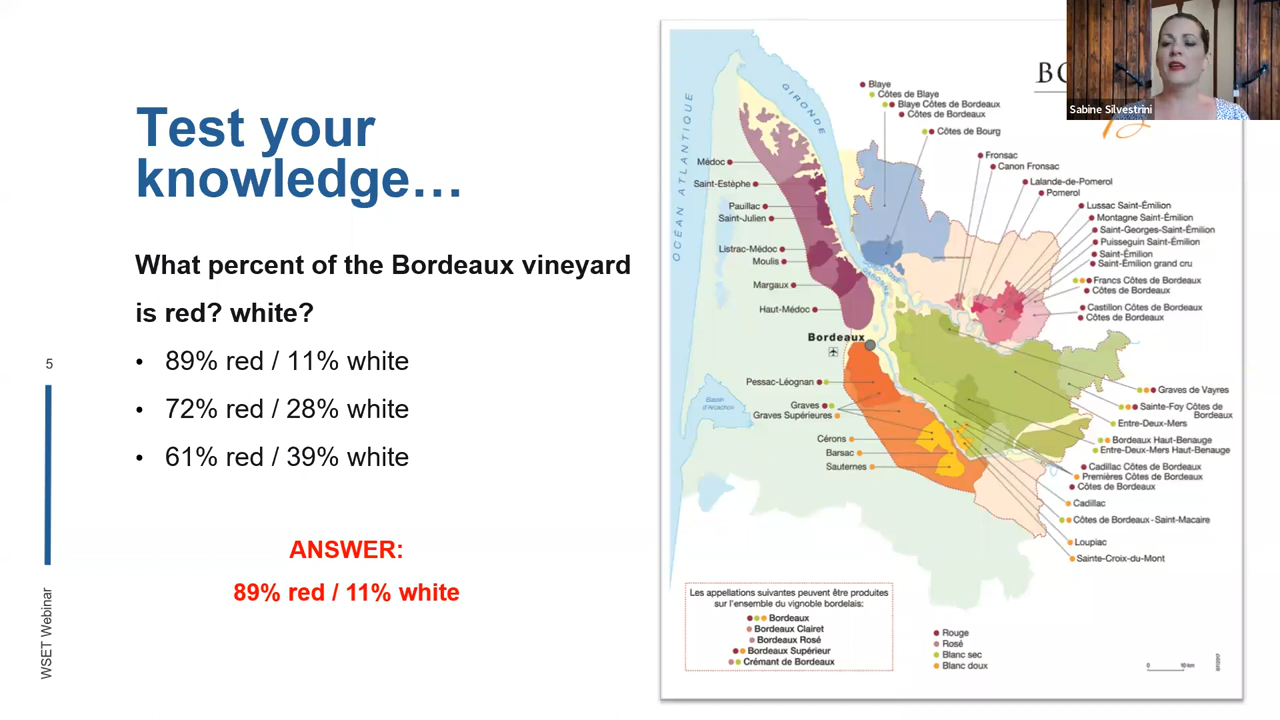 Test your
knowledge…
What percent of the Bordeaux vineyard
is red? white?
• 89% red / 11% white
• 72% red / 28% white
• 61% red / 39% white
ANSWER:
89% red / 11% white
5
WSET Webinar
Sabine Silvestrini
OCÉAN ATLANTIQUE
GIRONDE
GARONNE
Blaye
Côtes de Blaye
Blaye Côtes de Bordeaux
Côtes de Bordeaux
Côtes de Bourg
Fronsac
Canon Fronsac
Lalande-de-Pomerol
Pomerol
Lussac Saint-Émilion
Montagne Saint-Émilion
Saint-Georges-Saint-Émilion
Puisseguin Saint-Émilion
Saint-Émilion
Saint-Émilion grand cru
Francs Côtes de Bordeaux
Côtes de Bordeaux
Castillon Côtes de Bordeaux
Côtes de Bordeaux
Médoc
Saint-Estèphe
Pauillac
Saint-Julien
Listrac-Médoc
Moulis
Margaux
Haut-Médoc
Bordeaux
Pessac-Léognan
Graves
Graves Supérieures
Cérons
Barsac
Sauternes
Bassin
d'Arcachon
Graves de Vayres
Sainte-Foy Côtes de
Bordeaux
Entre-Deux-Mers
Bordeaux Haut-Benauge
Entre-Deux-Mers Haut-Benauge
Cadillac Côtes de Bordeaux
Premières Côtes de Bordeaux
Côtes de Bordeaux
Cadillac
Côtes de Bordeaux-Saint-Macaire
Loupiac
Sainte-Croix-du-Mont
Les appellations suivantes peuvent être produites
sur l'ensemble du vignoble bordelais:
Bordeaux
Bordeaux Clairet
Bordeaux Rosé
Bordeaux Supérieur
Crémant de Bordeaux
Rouge
Rosé
Blanc sec
Blanc doux
0 10 km